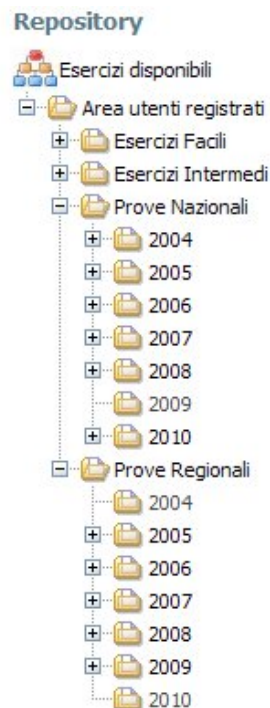 Repository
Esercizi disponibili
Area utenti registrati
Esercizi Facili
Esercizi Intermedi
Prove Nazionali
2004
2005
2006
2007
2008
2009
2010
Prove Regionali
2004
2005
2006
2007
2008
2009
2010